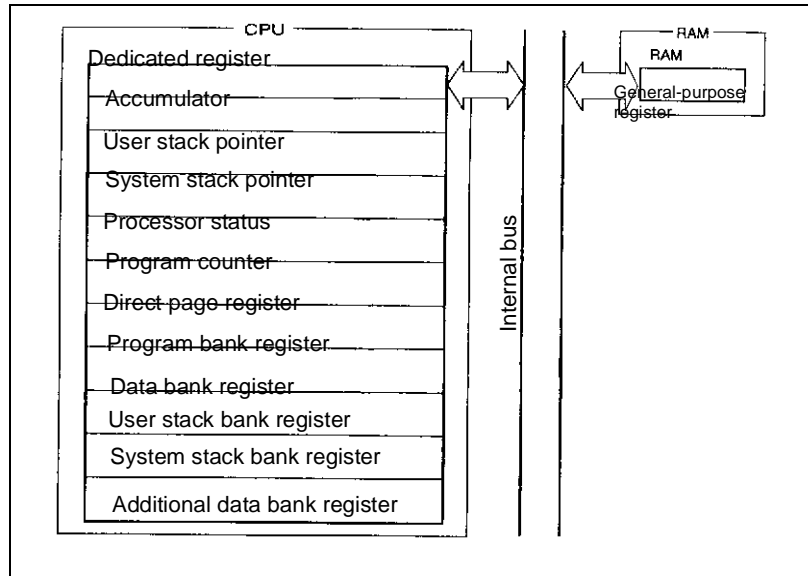 CPU
Dedicated register
Accumulator
User stack pointer
System stack pointer
Processor status
Program counter
Direct page register
Program bank register
Data bank register
User stack bank register
System stack bank register
Additional data bank register
Internal bus
RAM
RAM
General-purpose
register